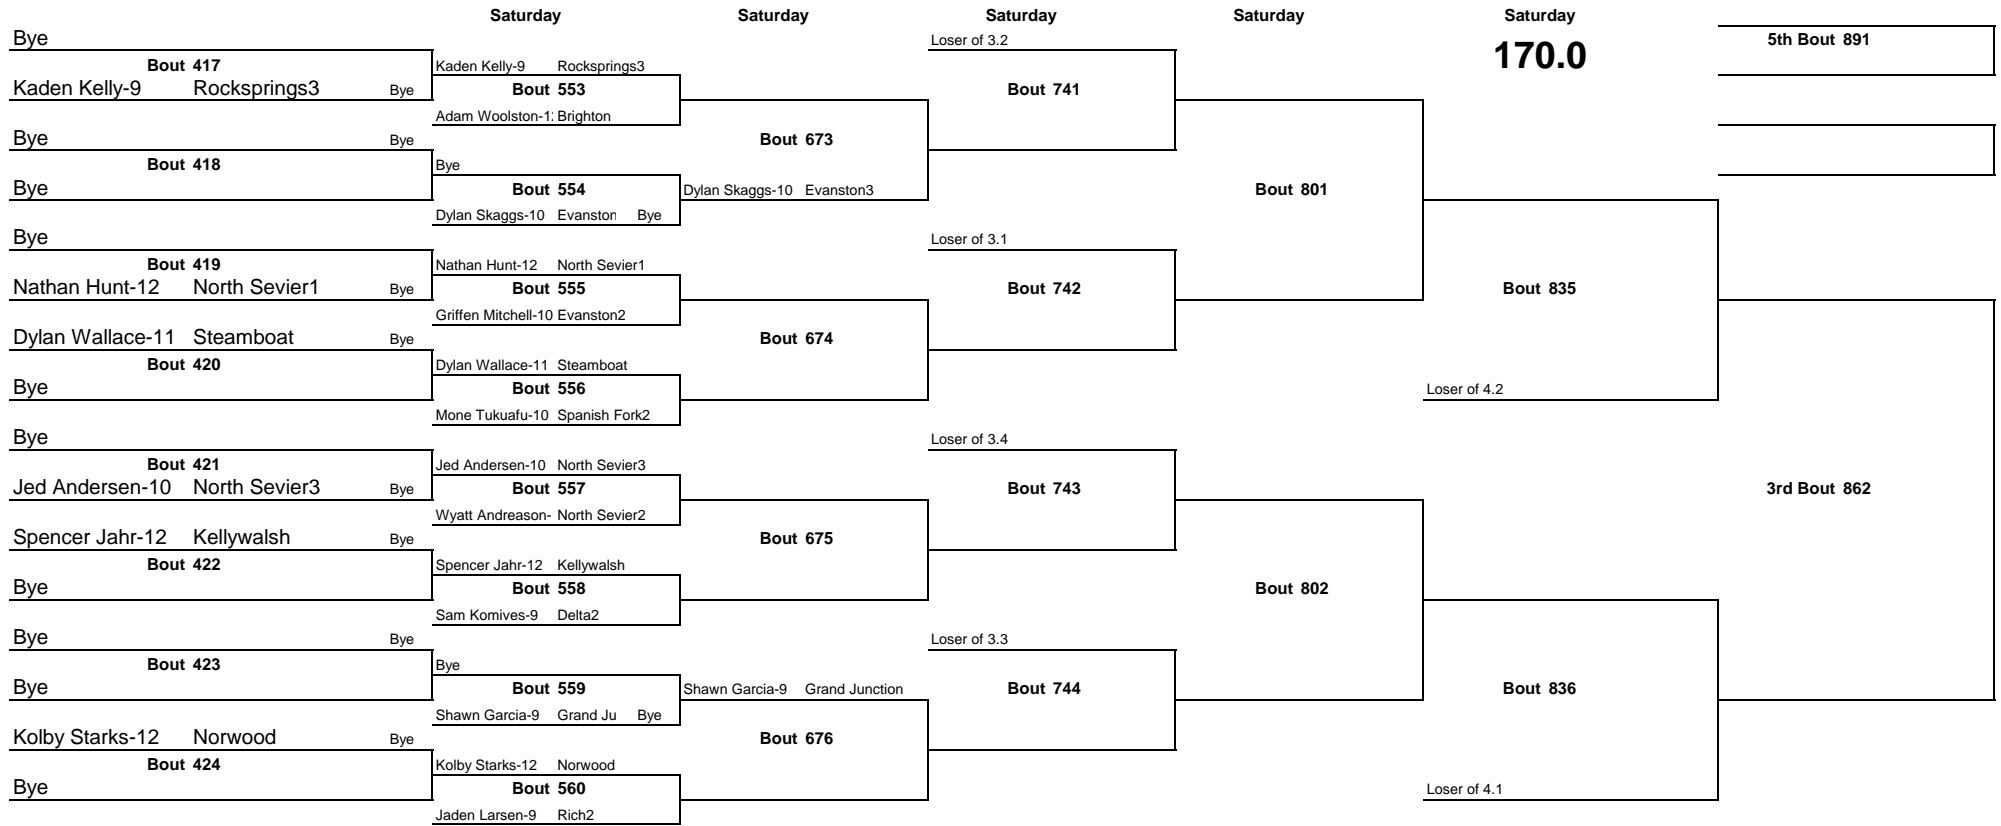 Saturday Saturday Saturday Saturday Saturday
170.0
Bye
Bout 417
Kaden Kelly-9 Rocksprings3 Bye
Bye Bye
Bout 418
Bye
Bye
Bout 419
Nathan Hunt-12 North Sevier1 Bye
Dylan Wallace-11 Steamboat Bye
Bout 420
Bye
Bye
Bout 421
Jed Andersen-10 North Sevier3 Bye
Spencer Jahr-12 Kellywalsh Bye
Bout 422
Bye
Bye Bye
Bout 423
Bye
Kolby Starks-12 Norwood Bye
Bout 424
Bye
Kaden Kelly-9 Rocksprings3
Bout 553
Adam Woolston-1: Brighton
Bye
Bout 554
Dylan Skaggs-10 Evanston Bye
Nathan Hunt-12 North Sevier1
Bout 555
Griffen Mitchell-10 Evanston2
Dylan Wallace-11 Steamboat
Bout 556
Mone Tukuafu-10 Spanish Fork2
Jed Andersen-10 North Sevier3
Bout 557
Wyatt Andreason- North Sevier2
Spencer Jahr-12 Kellywalsh
Bout 558
Sam Komives-9 Delta2
Bye
Bout 559
Shawn Garcia-9 Grand Ju Bye
Kolby Starks-12 Norwood
Bout 560
Jaden Larsen-9 Rich2
Bout 673
Dylan Skaggs-10 Evanston3
Bout 674
Bout 675
Shawn Garcia-9 Grand Junction
Bout 676
Loser of 3.2
Bout 741
Loser of 3.1
Bout 742
Loser of 3.4
Bout 743
Loser of 3.3
Bout 744
Bout 801
Bout 802
Bout 835
Loser of 4.2
Bout 836
Loser of 4.1
5th Bout 891
3rd Bout 862